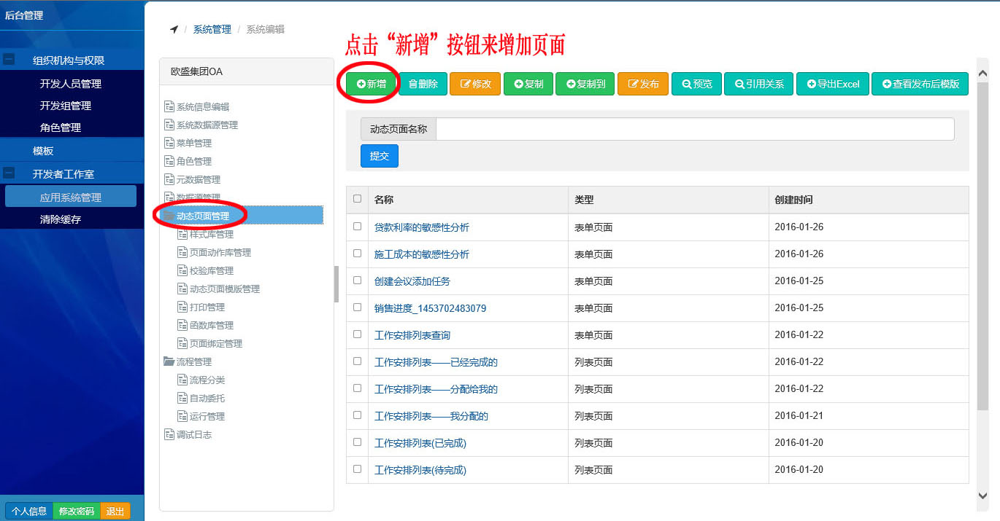 后台管理
组织机构与权限
开发人员管理
开发组管理
角色管理
模板
开发者工作室
应用系统管理
清除缓存
个人信息 修改密码 退出
/ 系统管理 / 系统编辑
欧盛集团OA
系统信息编辑
系统数据源管理
菜单管理
角色管理
元数据管理
数据源管理
动态页面管理
样式库管理
页面动作库管理
校验库管理
动态页面模版管理
打印管理
函数库管理
页面绑定管理
流程管理
流程分类
自动委托
运行管理
调试日志
点击“新增”按钮来增加页面
新增 删除 修改 复制 复制到 发布 预览 引用关系 导出Excel 查看发布后模版
动态页面名称
提交
名称 类型 创建时间
贷款利率的敏感性分析 表单页面 2016-01-26
施工成本的敏感性分析 表单页面 2016-01-26
创建会议添加任务 表单页面 2016-01-25
销售进度_1453702483079 表单页面 2016-01-25
工作安排列表查询 表单页面 2016-01-22
工作安排列表——已经完成的 列表页面 2016-01-22
工作安排列表——分配给我的 列表页面 2016-01-22
工作安排列表——我分配的 列表页面 2016-01-21
工作安排列表(已完成) 列表页面 2016-01-20
工作安排列表(待完成) 列表页面 2016-01-20